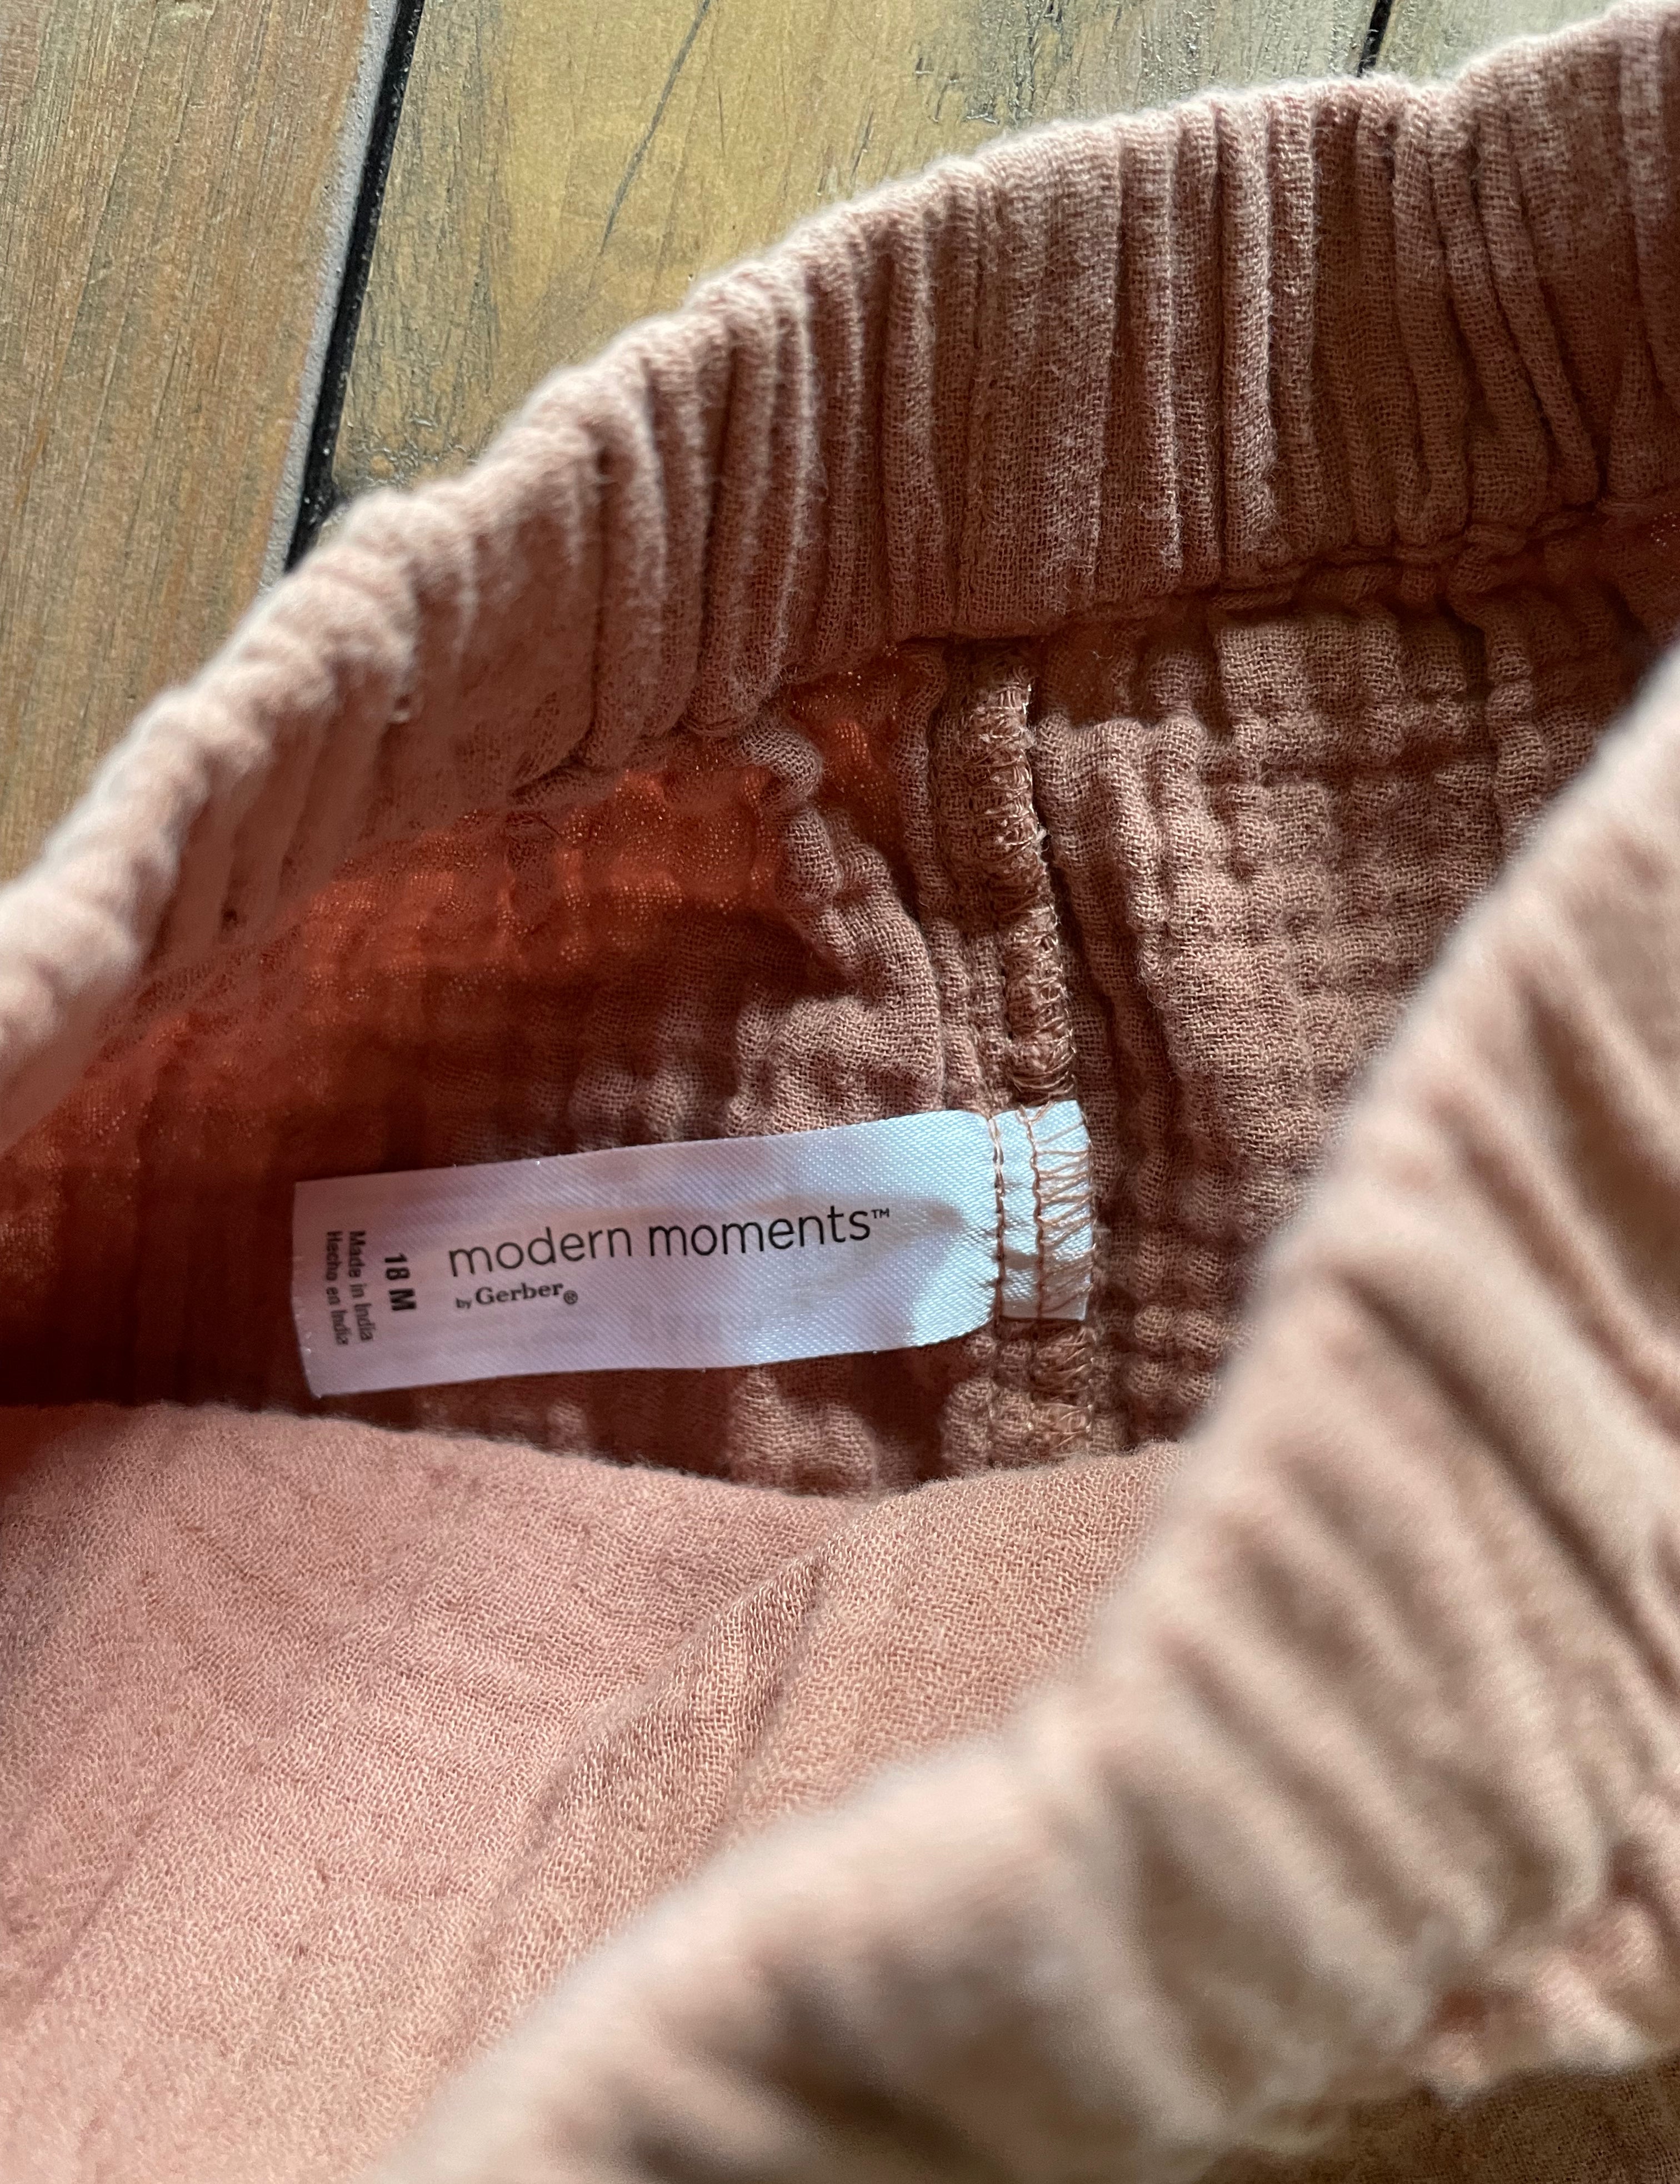 modern moments™
by Gerber®
18 M
Made in India
Hecho en India